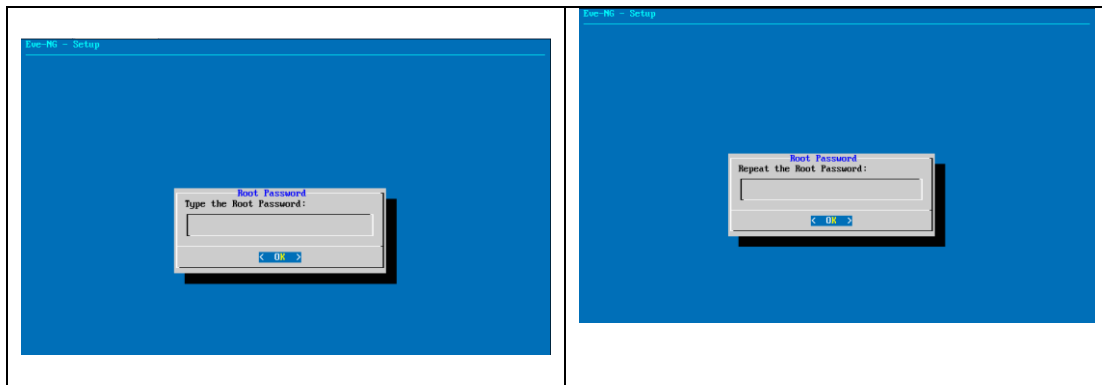 Eve-NG - Setup
Root Password
Type the Root Password:
< OK >
Eve-NG - Setup
Root Password
Repeat the Root Password:
< OK >